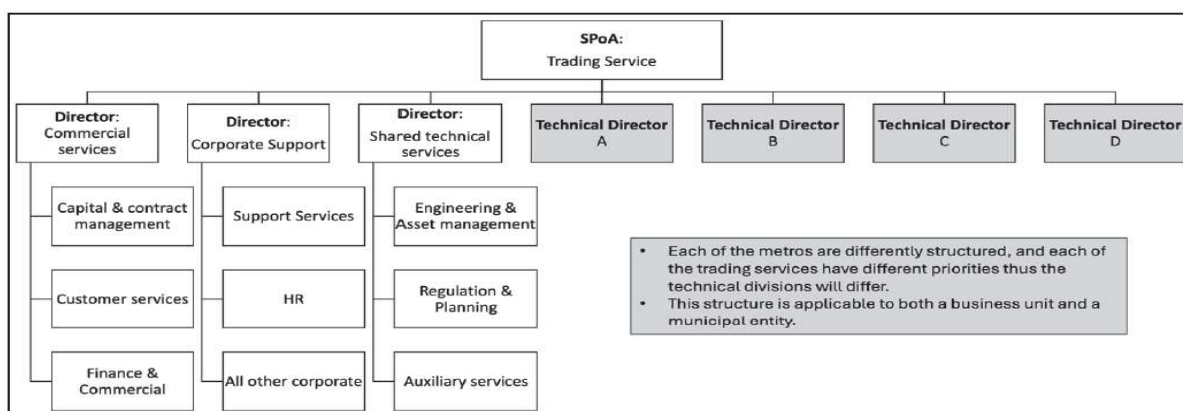 SPoA:
Trading Service
Director:
Commercial
services
Director:
Corporate Support
Director:
Shared technical
services
Technical Director
A
Technical Director
B
Technical Director
C
Technical Director
D
Capital & contract
management
Support Services
Engineering &
Asset management
Customer services
HR
Regulation &
Planning
Finance &
Commercial
All other corporate
Auxiliary services
• Each of the metros are differently structured, and each of
the trading services have different priorities thus the
technical divisions will differ.
• This structure is applicable to both a business unit and a
municipal entity.